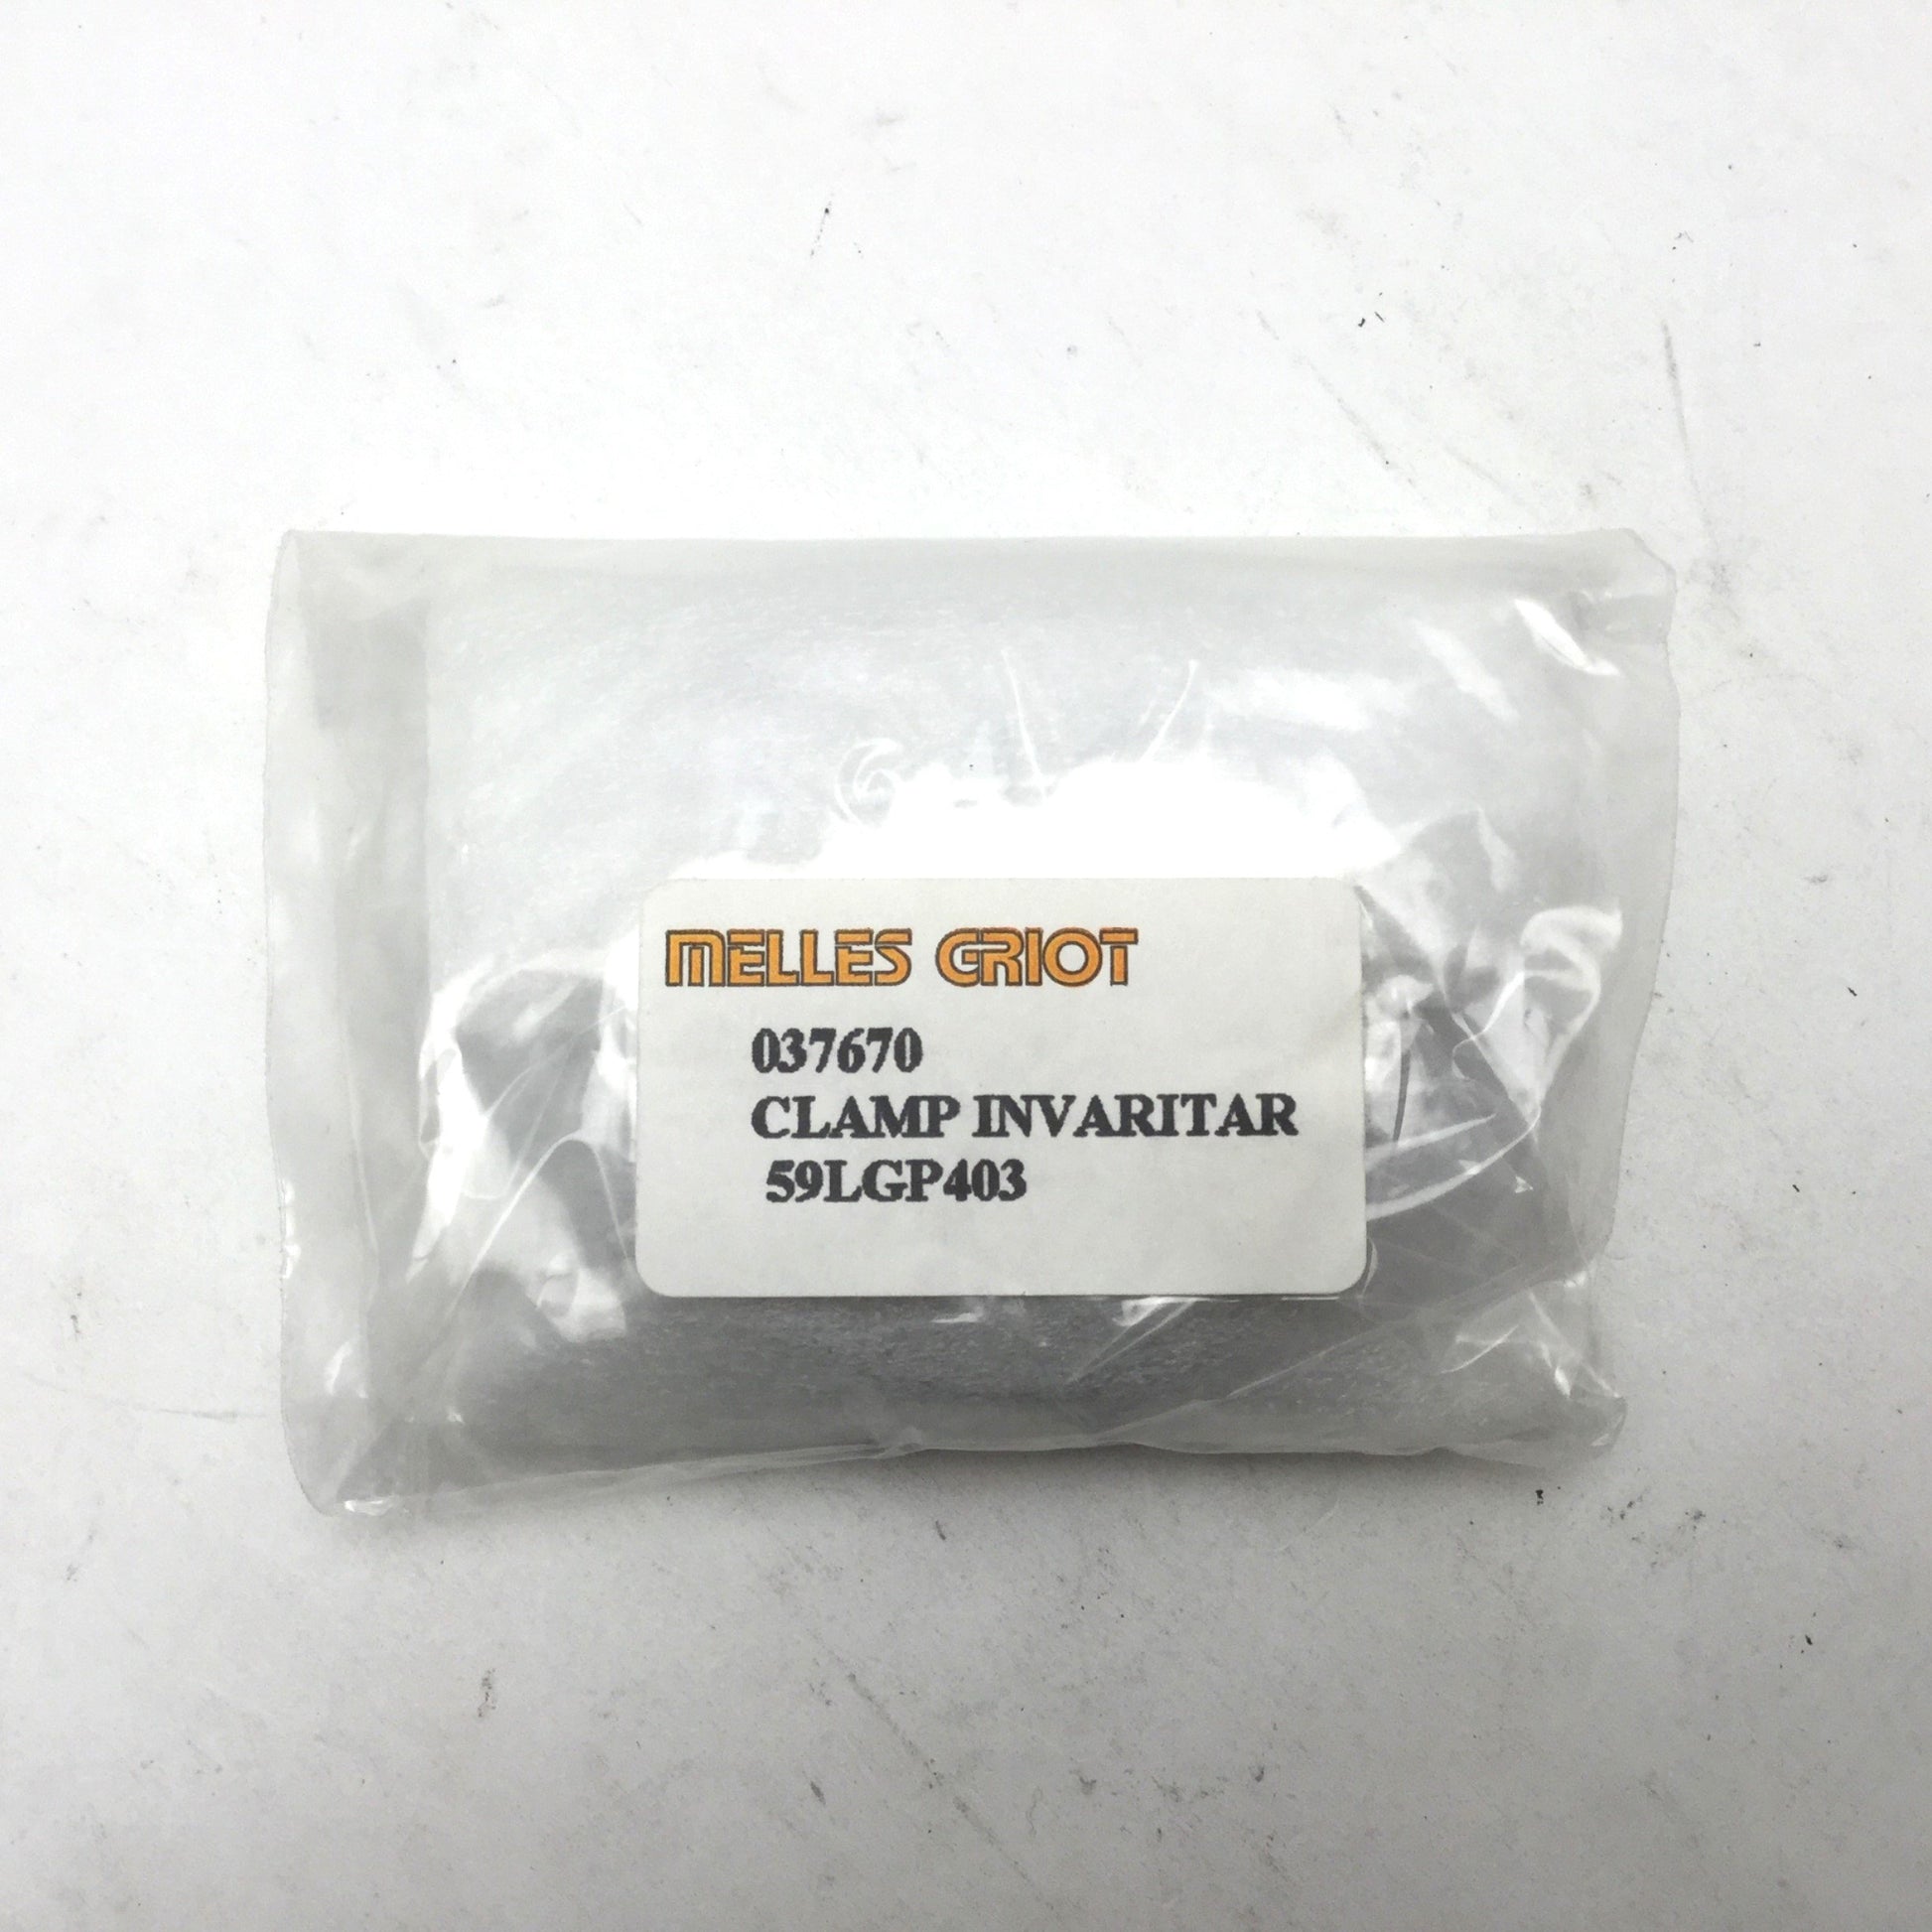 MELLES GRIOT
037670
CLAMP INVARITAR
59LGP403